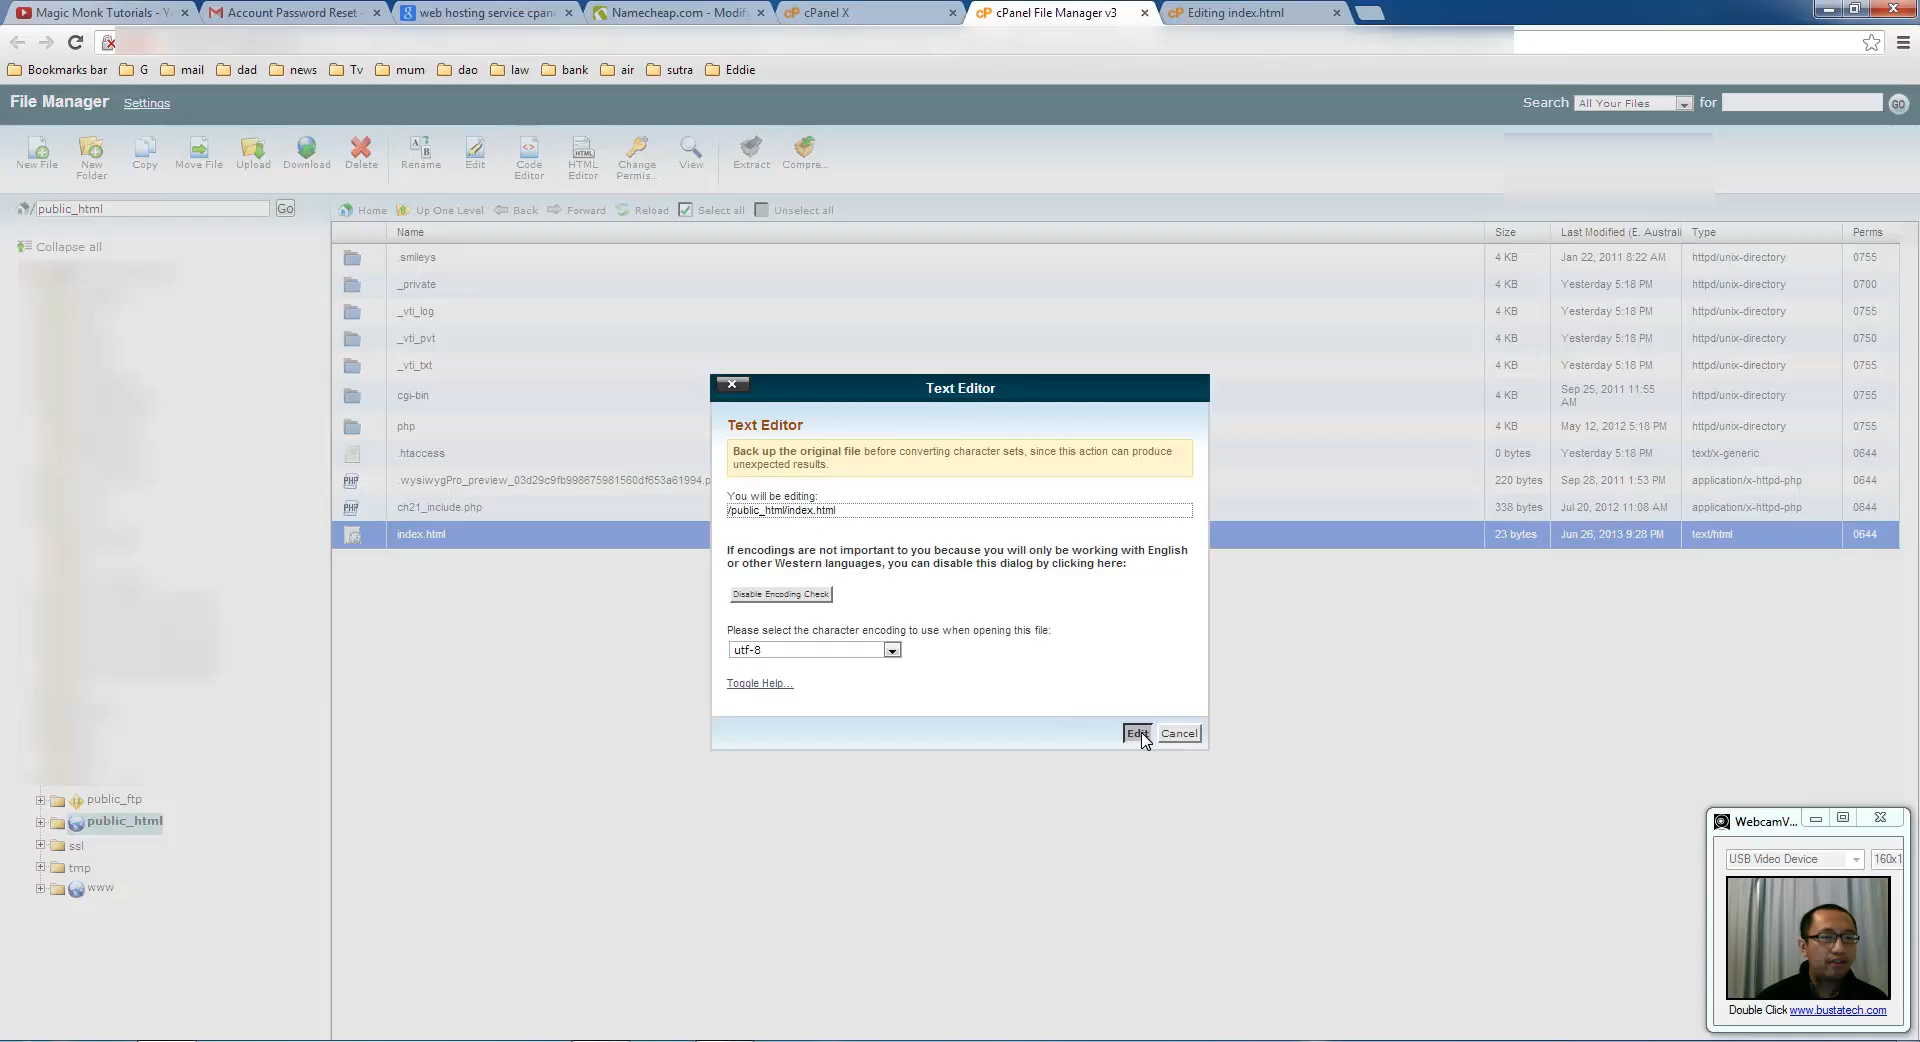 Magic Monk Tutorials - Y
Account Password Reset -
web hosting service cpan
Namecheap.com - Modify
cPanel X
cPanel File Manager v3
Editing index.html
Bookmarks bar
G
mail
dad
news
Tv
mum
dao
law
bank
air
sutra
Eddie
File Manager
Settings
Search
All Your Files
for
GO
New File
New
Folder
Copy
Move File
Upload
Download
Delete
Rename
Edit
Code
Editor
HTML
Editor
Change
Permis...
View
Extract
Compre...
/
public_html
Go
Home
Up One Level
Back
Forward
Reload
Select all
Unselect all
Collapse all
Name
Size
Last Modified (E. Australi
Type
Perms
.smileys
4 KB
Jan 22, 2011 8:22 AM
httpd/unix-directory
0755
_private
4 KB
Yesterday 5:18 PM
httpd/unix-directory
0700
_vti_log
4 KB
Yesterday 5:18 PM
httpd/unix-directory
0755
_vti_pvt
4 KB
Yesterday 5:18 PM
httpd/unix-directory
0750
_vti_txt
4 KB
Yesterday 5:18 PM
httpd/unix-directory
0755
cgi-bin
4 KB
Sep 25, 2011 11:55
AM
httpd/unix-directory
0755
php
4 KB
May 12, 2012 5:18 PM
httpd/unix-directory
0755
.htaccess
0 bytes
Yesterday 5:18 PM
text/x-generic
0644
PHP
.wysiwygPro_preview_03d29c9fb998675981560df653a61994.p
220 bytes
Sep 28, 2011 1:53 PM
application/x-httpd-php
0644
PHP
ch21_include.php
338 bytes
Jul 20, 2012 11:08 AM
application/x-httpd-php
0644
index.html
23 bytes
Jun 26, 2013 9:28 PM
text/html
0644
Text Editor
Text Editor
Back up the original file before converting character sets, since this action can produce
unexpected results.
You will be editing:
/public_html/index.html
If encodings are not important to you because you will only be working with English
or other Western languages, you can disable this dialog by clicking here:
Disable Encoding Check
Please select the character encoding to use when opening this file:
utf-8
Toggle Help...
Edit
Cancel
public_ftp
public_html
ssl
tmp
www
WebcamV...
USB Video Device
160x1
Double Click www.bustatech.com